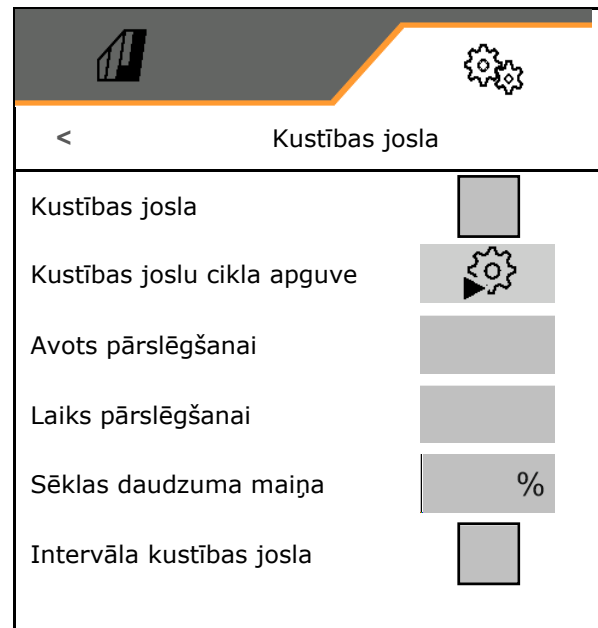 < Kustības josla
Kustības josla
Kustības joslu cikla apguve
Avots pārslēgšanai
Laiks pārslēgšanai
Sēklas daudzuma maiņa %
Intervāla kustības josla